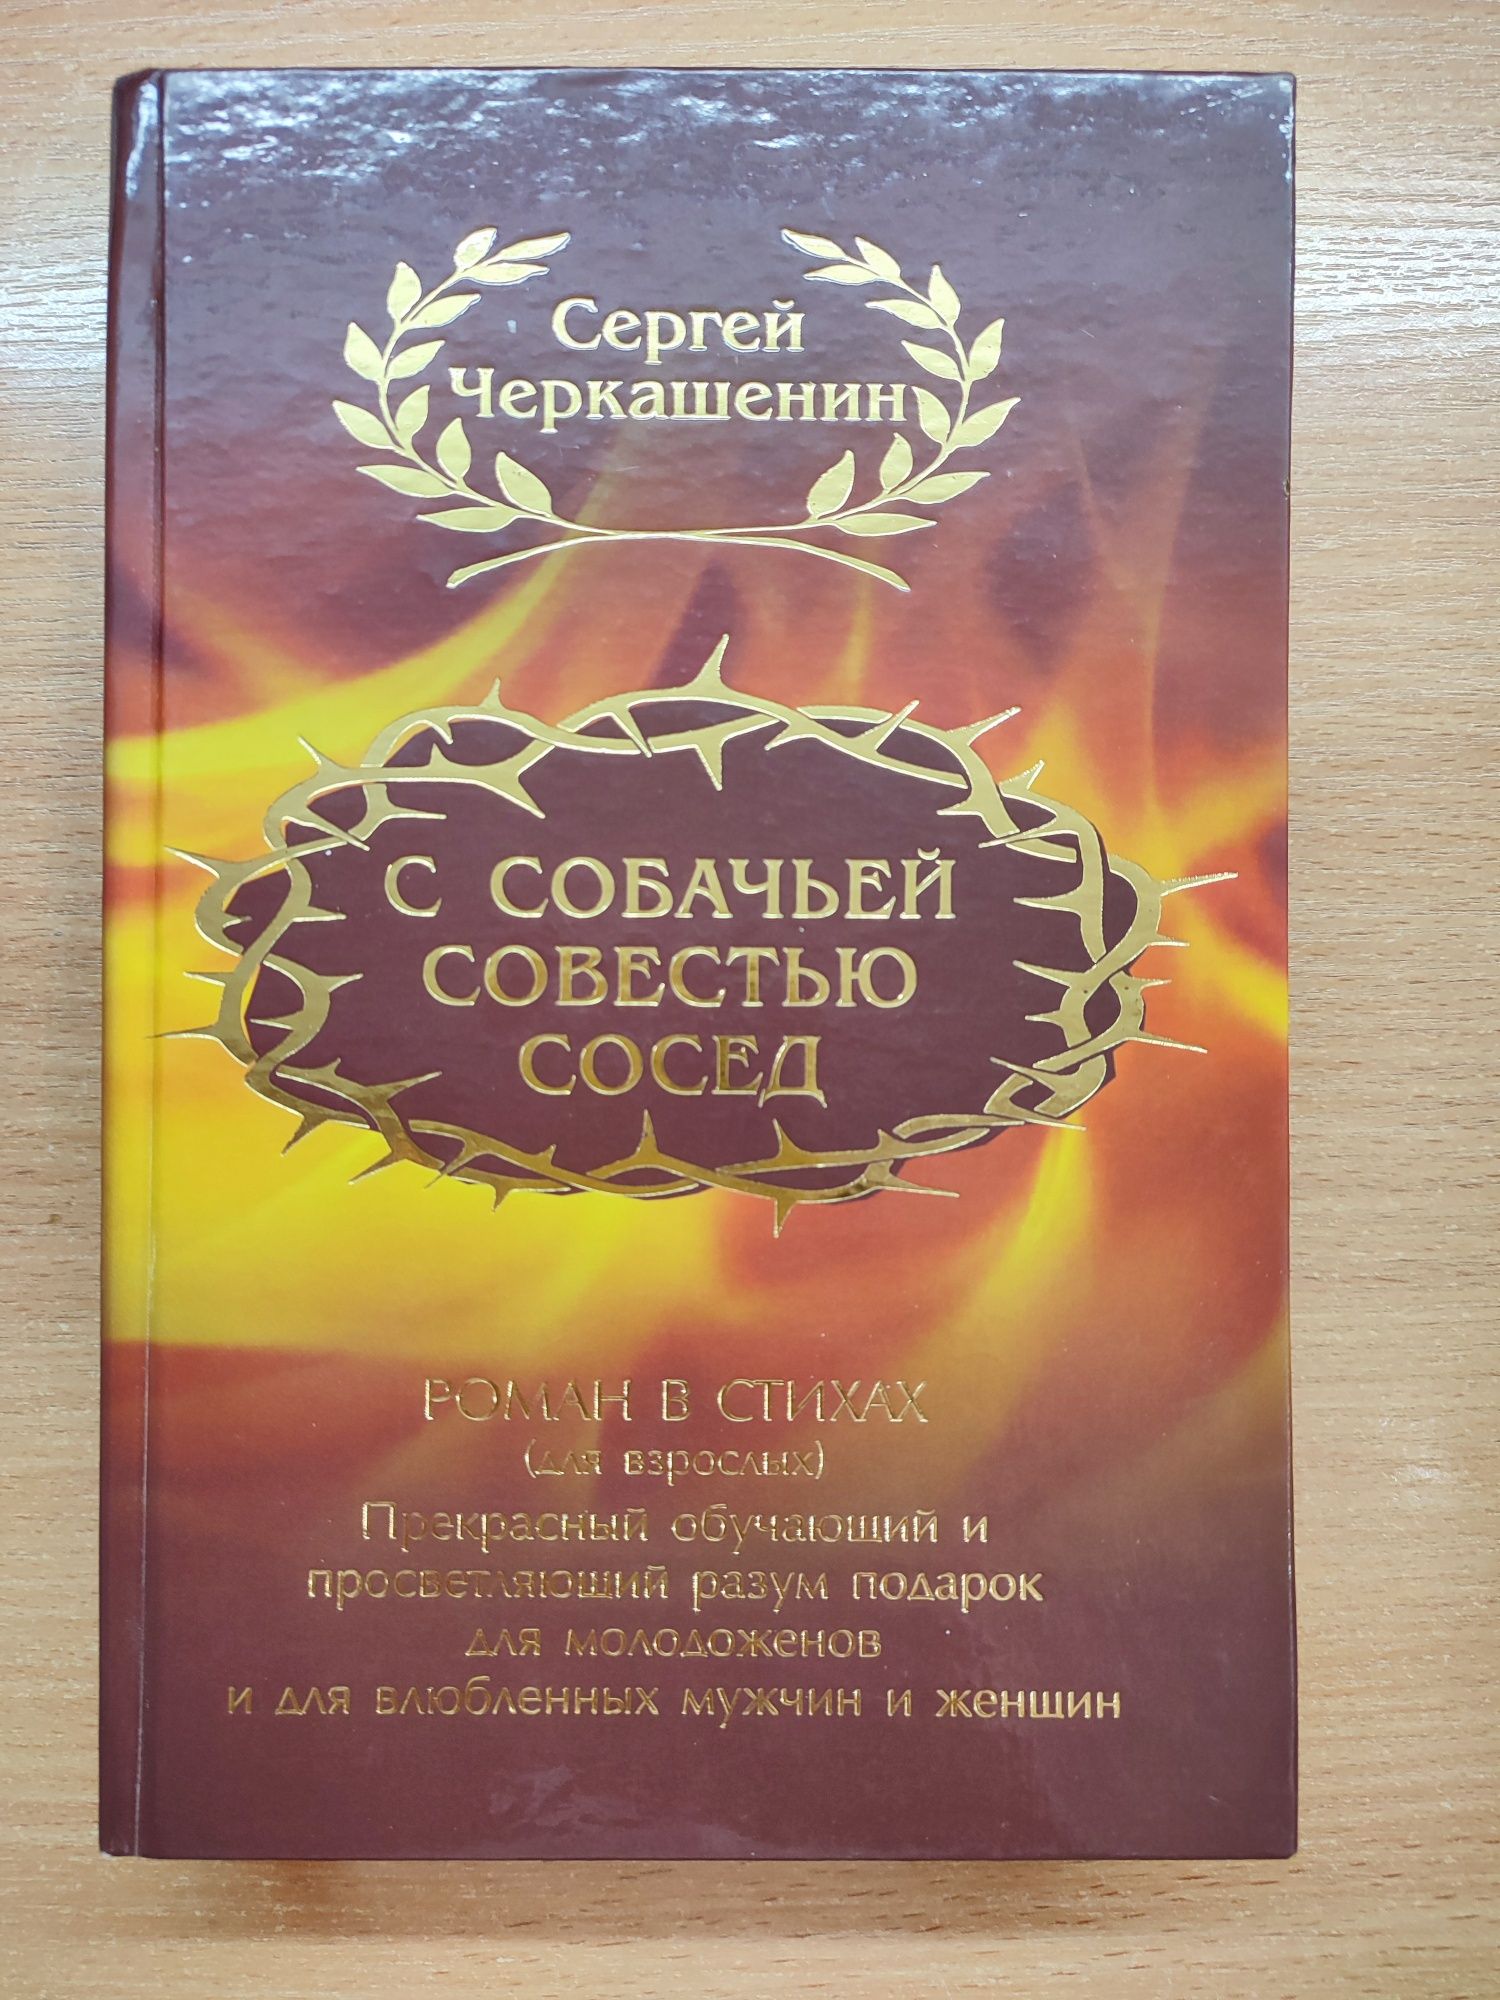 Сергей
Черкашенин
С СОБАЧЬЕЙ
СОВЕСТЬЮ
СОСЕД
РОМАН В СТИХАХ
(для взрослых)
Прекрасный обучающий и
просветляющий разум подарок
для молодоженов
и для влюбленных мужчин и женщин